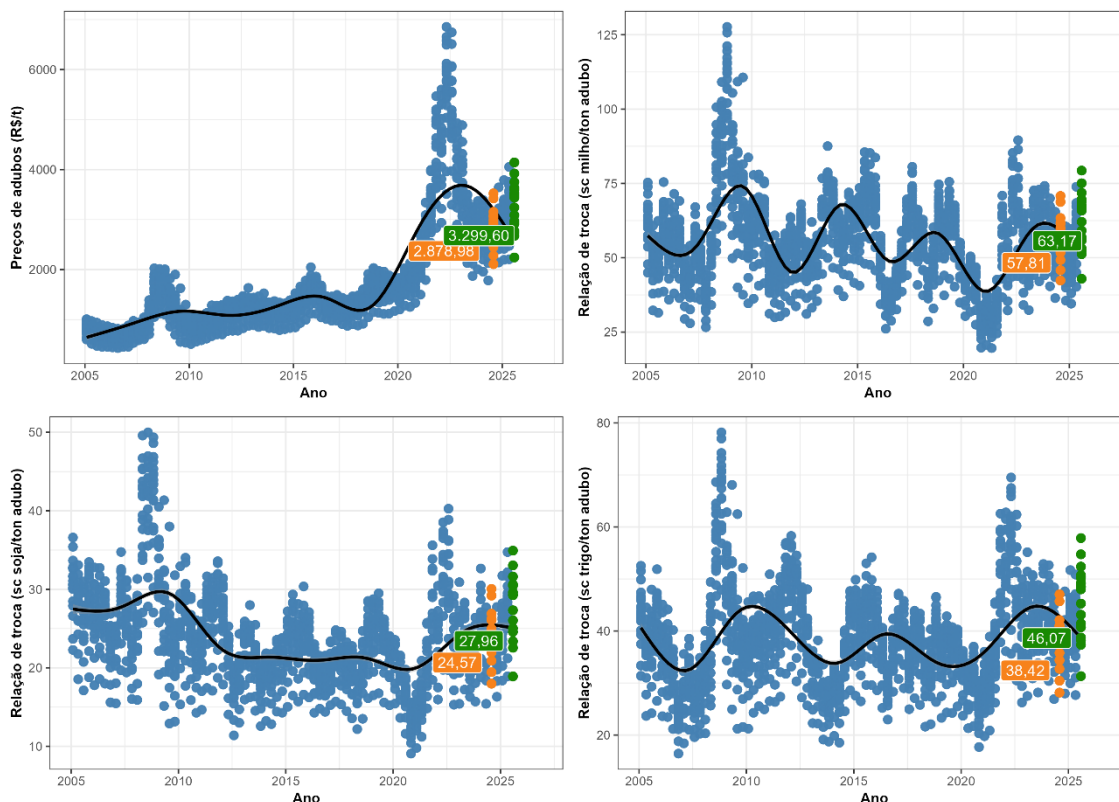 Preços de adubos (R$/t)
6000
4000
2000
3.299,60
2.878,98
2005 2010 2015 2020 2025
Ano
Relação de troca (sc milho/ton adubo)
125
100
75
50
25
63,17
57,81
2005 2010 2015 2020 2025
Ano
Relação de troca (sc soja/ton adubo)
50
40
30
20
10
27,96
24,57
2005 2010 2015 2020 2025
Ano
Relação de troca (sc trigo/ton adubo)
80
60
40
20
46,07
38,42
2005 2010 2015 2020 2025
Ano